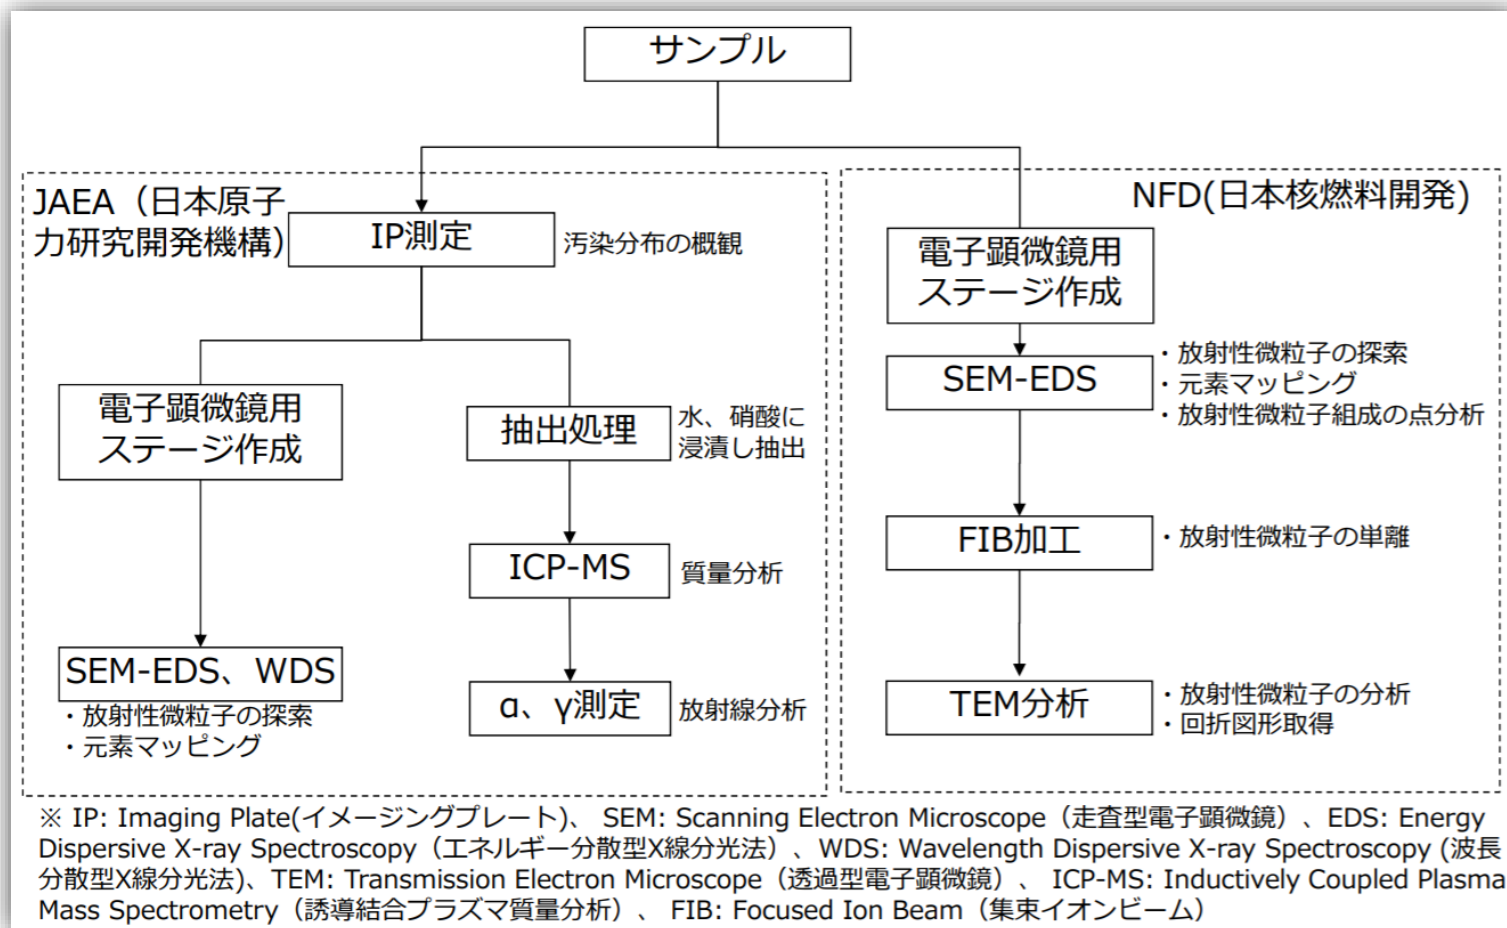 サンプル
JAEA（日本原子
力研究開発機構）
IP測定
汚染分布の概観
電子顕微鏡用
ステージ作成
抽出処理
水、硝酸に
浸漬し抽出
ICP-MS
質量分析
SEM-EDS、WDS
・放射性微粒子の探索
・元素マッピング
α、γ測定
放射線分析
NFD(日本核燃料開発)
電子顕微鏡用
ステージ作成
SEM-EDS
・放射性微粒子の探索
・元素マッピング
・放射性微粒子組成の点分析
FIB加工
・放射性微粒子の単離
TEM分析
・放射性微粒子の分析
・回折図形取得
※ IP: Imaging Plate(イメージングプレート)、 SEM: Scanning Electron Microscope（走査型電子顕微鏡）、EDS: Energy
Dispersive X-ray Spectroscopy（エネルギー分散型X線分光法）、WDS: Wavelength Dispersive X-ray Spectroscopy (波長
分散型X線分光法)、TEM: Transmission Electron Microscope（透過型電子顕微鏡）、 ICP-MS: Inductively Coupled Plasma
Mass Spectrometry（誘導結合プラズマ質量分析）、 FIB: Focused Ion Beam（集束イオンビーム）